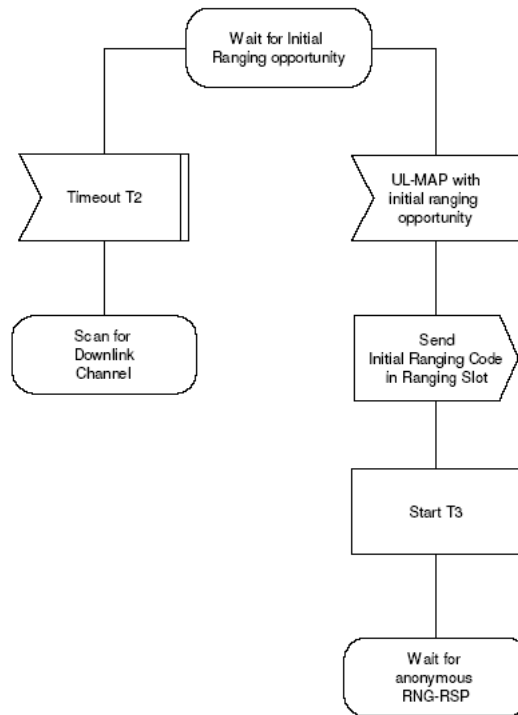 Wait for Initial
Ranging opportunity
Timeout T2
UL-MAP with
initial ranging
opportunity
Scan for
Downlink
Channel
Send
Initial Ranging Code
in Ranging Slot
Start T3
Wait for
anonymous
RNG-RSP